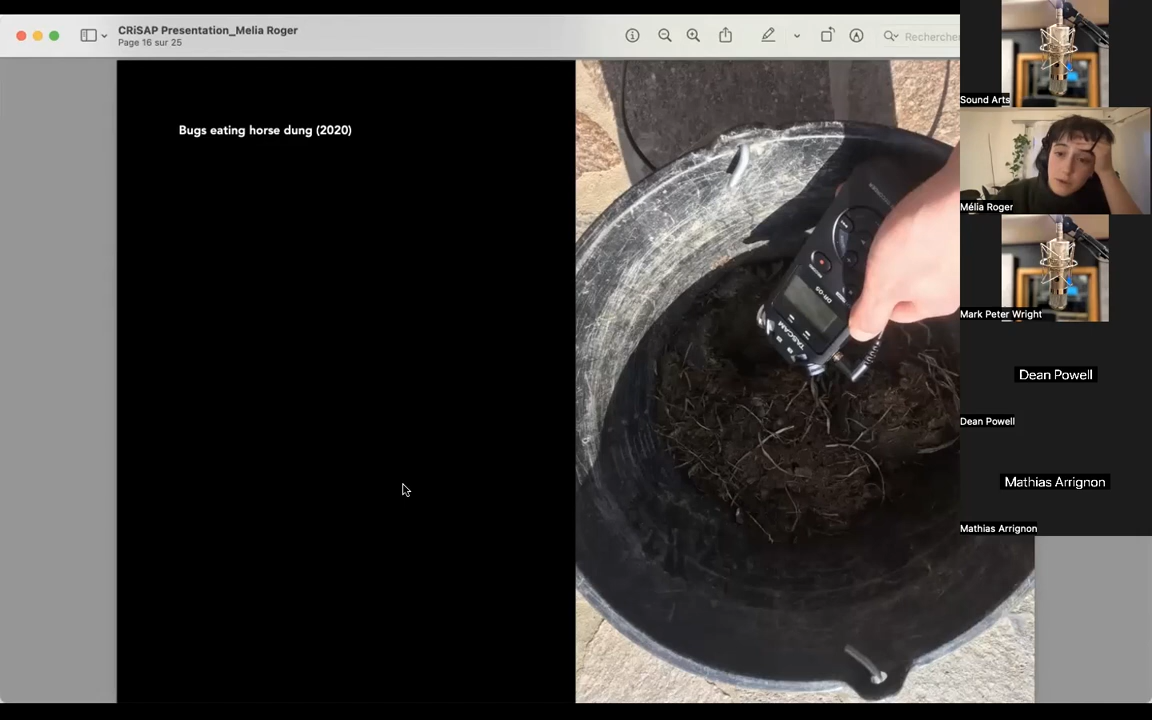 CRiSAP Presentation_Melia Roger
Page 16 sur 25
Rechercher
Bugs eating horse dung (2020)
DR-05
TASCAM
Sound Arts
Mélia Roger
Mark Peter Wright
Dean Powell
Dean Powell
Mathias Arrignon
Mathias Arrignon